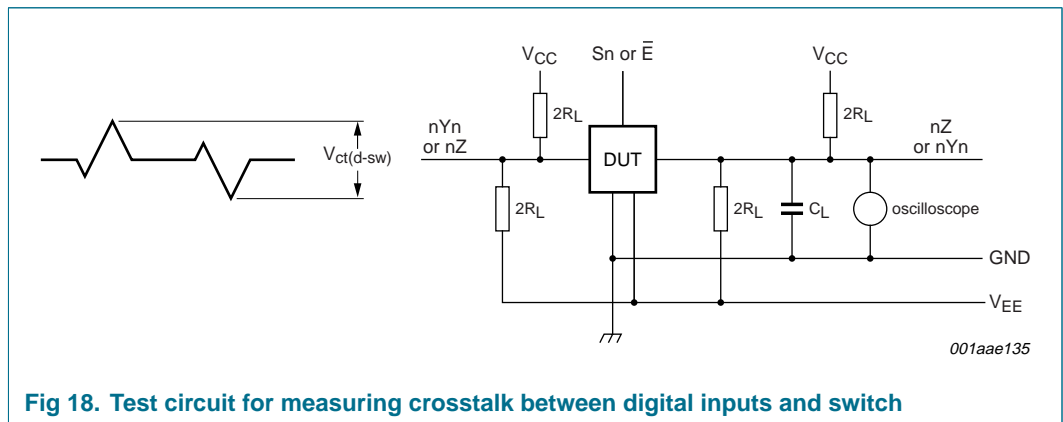 V_CC
Sn or E̅
V_CC
2R_L
2R_L
nYn
or nZ
nZ
or nYn
V_ct(d-sw)
DUT
2R_L
2R_L
C_L
oscilloscope
GND
V_EE
001aae135
Fig 18. Test circuit for measuring crosstalk between digital inputs and switch